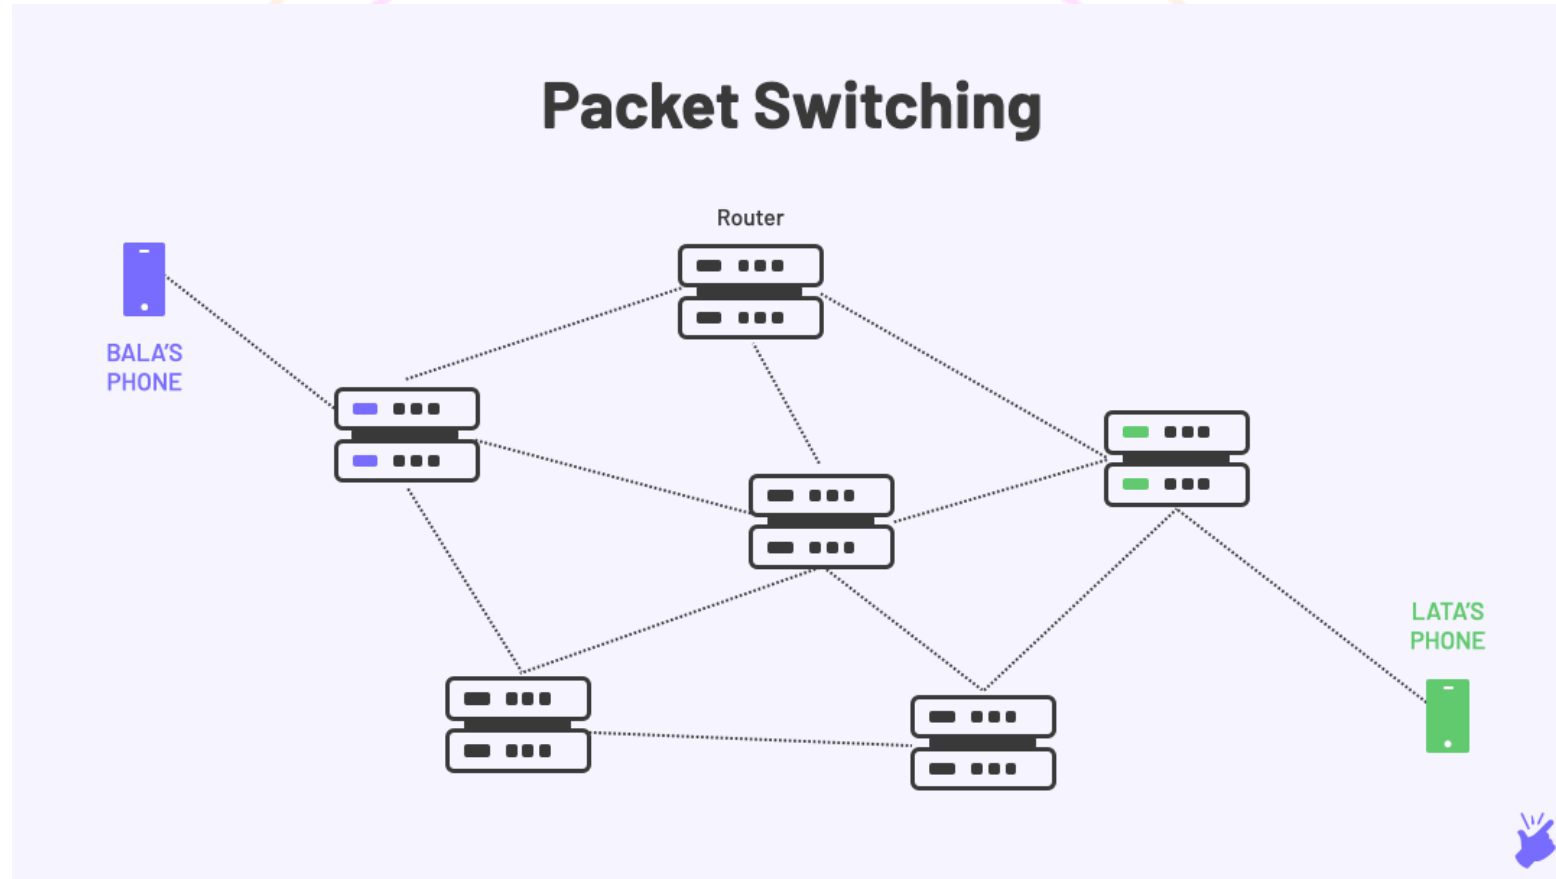 Packet Switching
Router
BALA'S
PHONE
LATA'S
PHONE